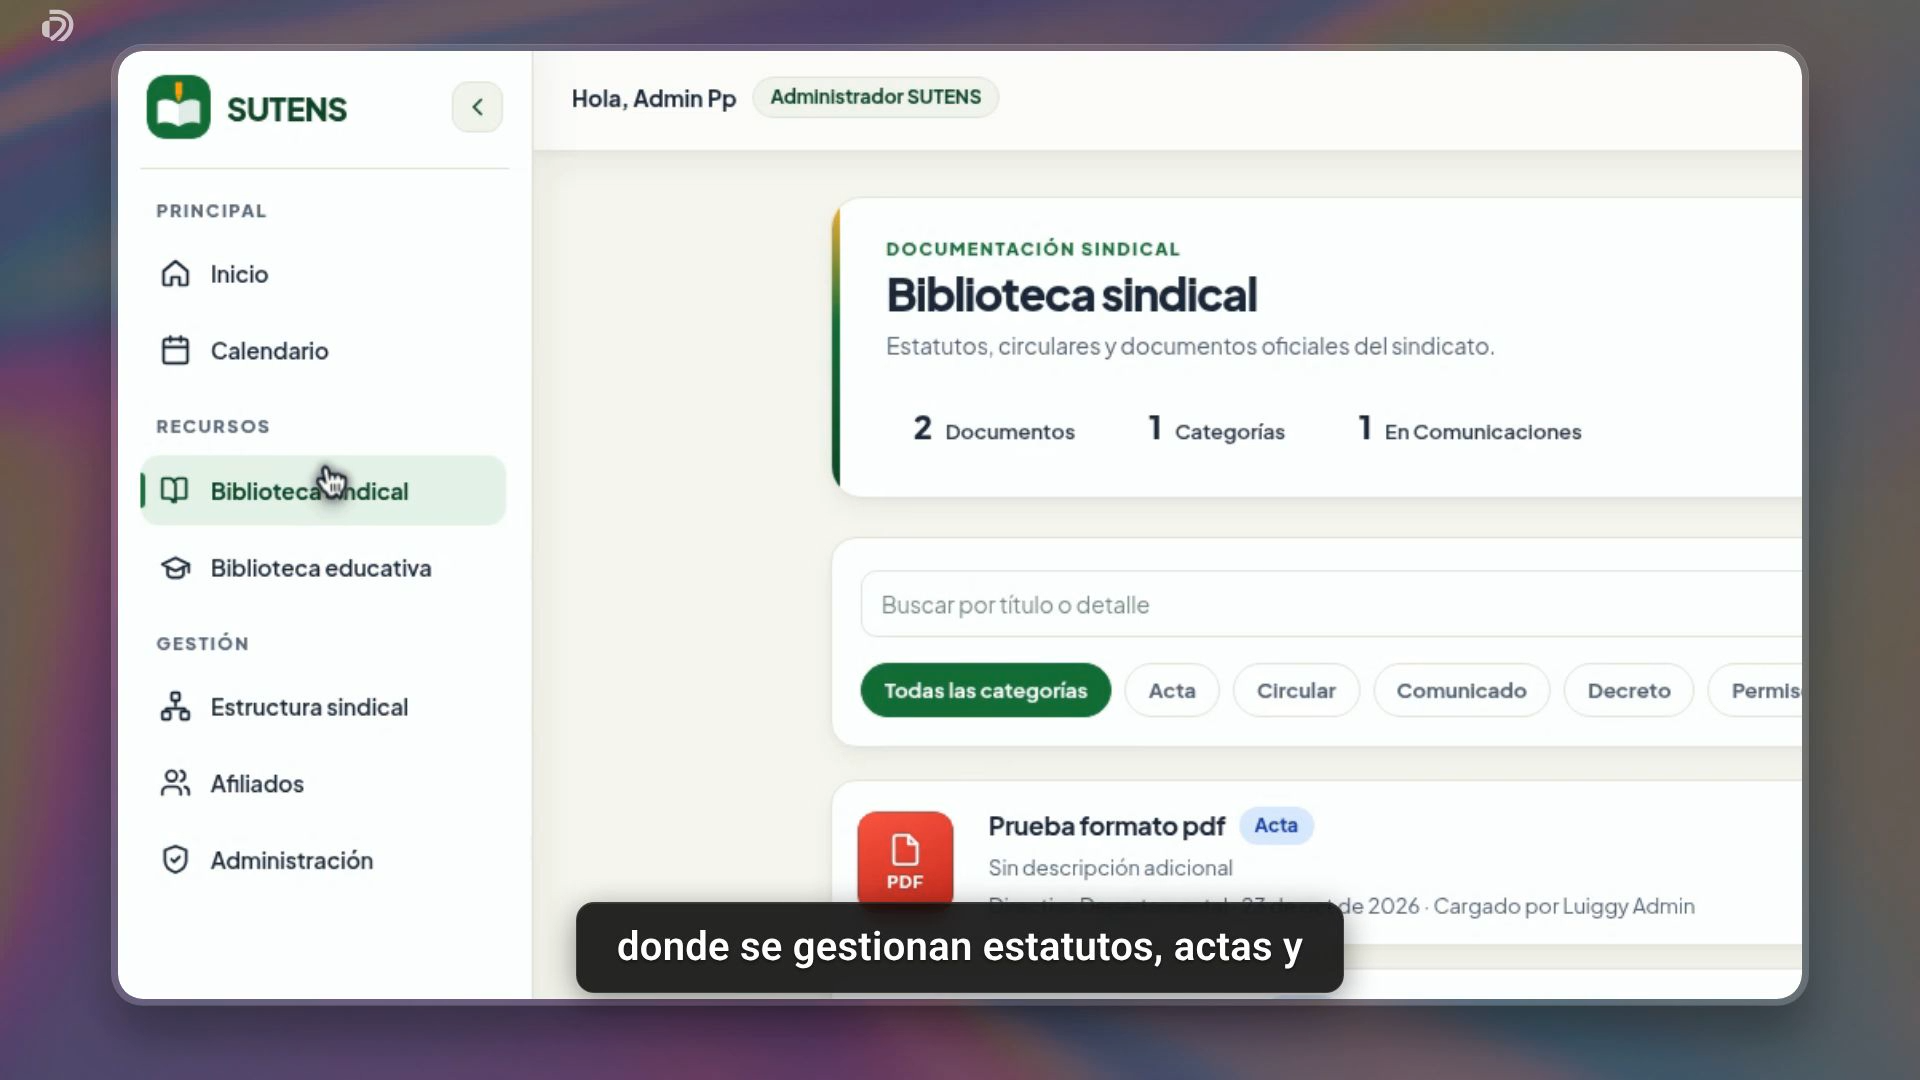 SUTENS
Hola, Admin Pp
Administrador SUTENS
PRINCIPAL
Inicio
Calendario
RECURSOS
Biblioteca sindical
Biblioteca educativa
GESTIÓN
Estructura sindical
Afiliados
Administración
DOCUMENTACIÓN SINDICAL
Biblioteca sindical
Estatutos, circulares y documentos oficiales del sindicato.
2 Documentos
1 Categorías
1 En Comunicaciones
Buscar por título o detalle
Todas las categorías
Acta
Circular
Comunicado
Decreto
PDF
Prueba formato pdf
Acta
Sin descripción adicional
de 2026 · Cargado por Luiggy Admin
donde se gestionan estatutos, actas y